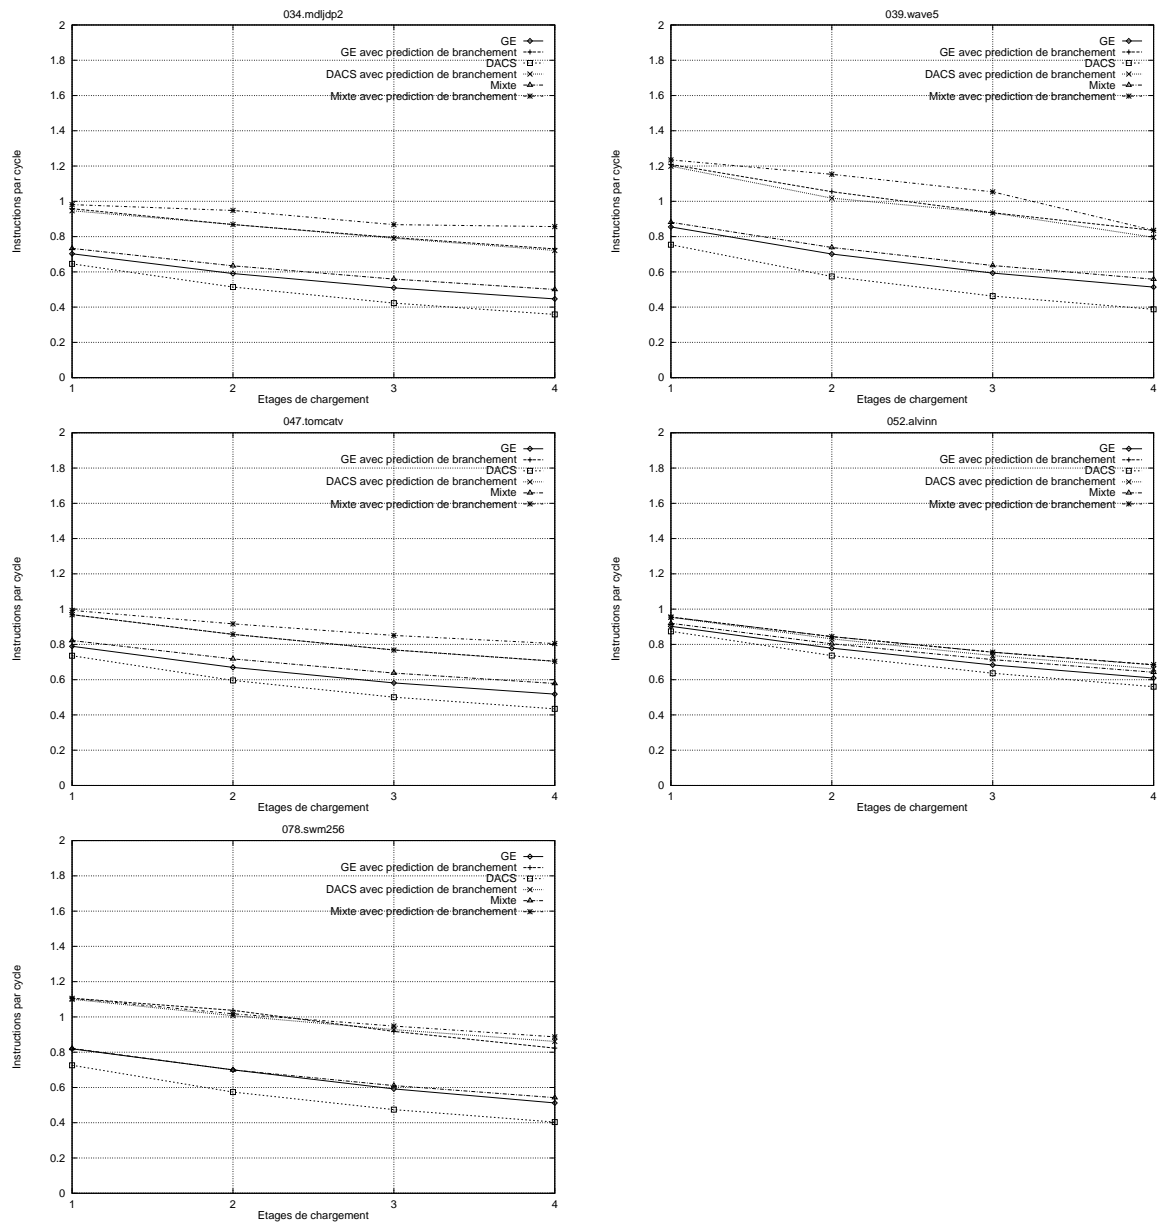 034.mdljdp2
2
1.8
1.6
1.4
1.2
1
0.8
0.6
0.4
0.2
0
1 2 3 4
Instructions par cycle
Etages de chargement
GE
GE avec prediction de branchement
DACS
DACS avec prediction de branchement
Mixte
Mixte avec prediction de branchement
039.wave5
2
1.8
1.6
1.4
1.2
1
0.8
0.6
0.4
0.2
0
1 2 3 4
Instructions par cycle
Etages de chargement
GE
GE avec prediction de branchement
DACS
DACS avec prediction de branchement
Mixte
Mixte avec prediction de branchement
047.tomcatv
2
1.8
1.6
1.4
1.2
1
0.8
0.6
0.4
0.2
0
1 2 3 4
Instructions par cycle
Etages de chargement
GE
GE avec prediction de branchement
DACS
DACS avec prediction de branchement
Mixte
Mixte avec prediction de branchement
052.alvinn
2
1.8
1.6
1.4
1.2
1
0.8
0.6
0.4
0.2
0
1 2 3 4
Instructions par cycle
Etages de chargement
GE
GE avec prediction de branchement
DACS
DACS avec prediction de branchement
Mixte
Mixte avec prediction de branchement
078.swm256
2
1.8
1.6
1.4
1.2
1
0.8
0.6
0.4
0.2
0
1 2 3 4
Instructions par cycle
Etages de chargement
GE
GE avec prediction de branchement
DACS
DACS avec prediction de branchement
Mixte
Mixte avec prediction de branchement